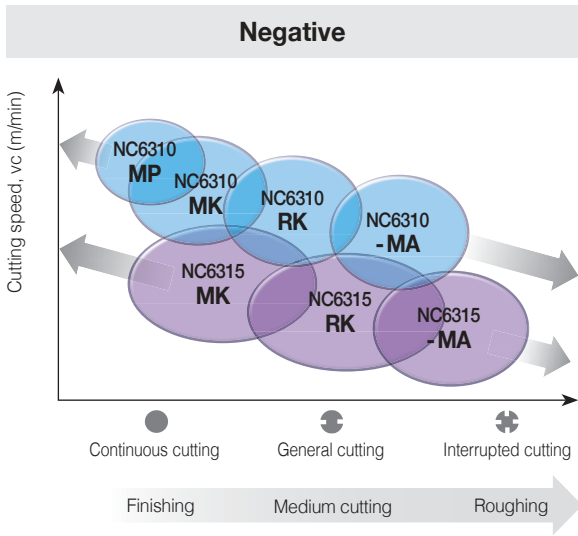 Negative
Cutting speed, vc (m/min)
NC6310
MP
NC6310
MK
NC6310
RK
NC6310
-MA
NC6315
MK
NC6315
RK
NC6315
-MA
Continuous cutting
General cutting
Interrupted cutting
Finishing
Medium cutting
Roughing